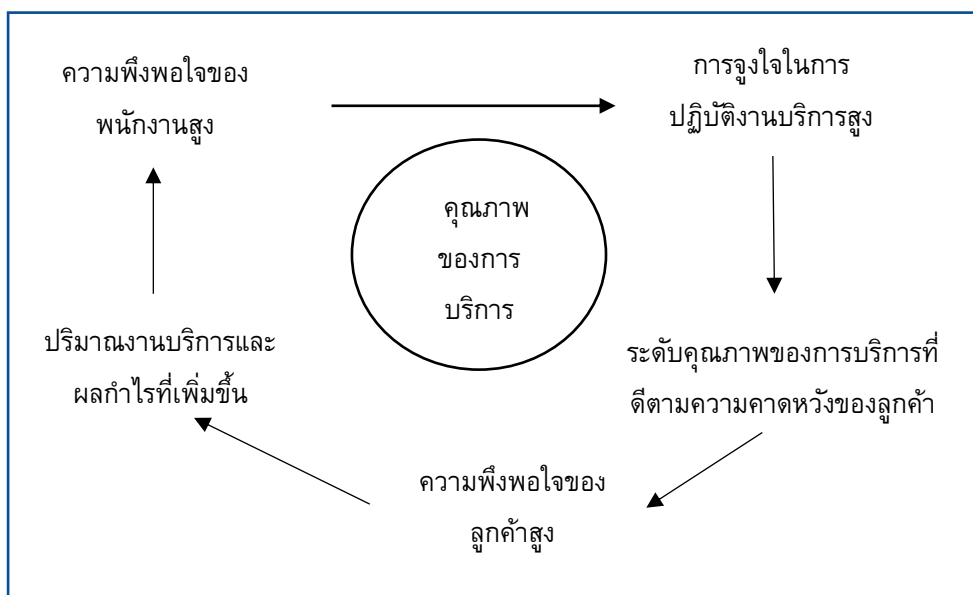 ความพึงพอใจของ
พนักงานสูง
การจูงใจในการ
ปฏิบัติงานบริการสูง
คุณภาพ
ของการ
บริการ
ปริมาณงานบริการและ
ผลกำไรที่เพิ่มขึ้น
ระดับคุณภาพของการบริการที่
ดีตามความคาดหวังของลูกค้า
ความพึงพอใจของ
ลูกค้าสูง